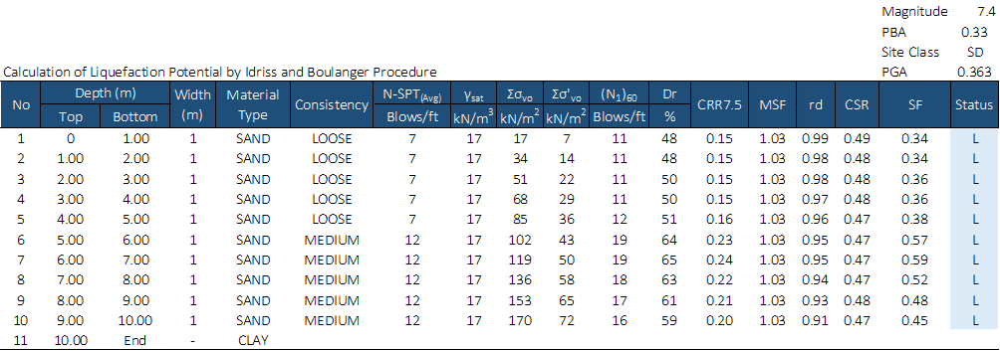 Magnitude 7.4
PBA 0.33
Site Class SD
Calculation of Liquefaction Potential by Idriss and Boulanger Procedure PGA 0.363
No Depth (m) Width (m) Material Type Consistency N-SPT(Avg) γsat Σσvo Σσ'vo (N1)60 Dr CRR7.5 MSF rd CSR SF Status
Top Bottom Blows/ft kN/m³ kN/m² kN/m² Blows/ft %
1 0 1.00 1 SAND LOOSE 7 17 17 7 11 48 0.15 1.03 0.99 0.49 0.34 L
2 1.00 2.00 1 SAND LOOSE 7 17 34 14 11 48 0.15 1.03 0.98 0.48 0.34 L
3 2.00 3.00 1 SAND LOOSE 7 17 51 22 11 50 0.15 1.03 0.98 0.48 0.36 L
4 3.00 4.00 1 SAND LOOSE 7 17 68 29 11 50 0.15 1.03 0.97 0.48 0.36 L
5 4.00 5.00 1 SAND LOOSE 7 17 85 36 12 51 0.16 1.03 0.96 0.47 0.38 L
6 5.00 6.00 1 SAND MEDIUM 12 17 102 43 19 64 0.23 1.03 0.95 0.47 0.57 L
7 6.00 7.00 1 SAND MEDIUM 12 17 119 50 19 65 0.24 1.03 0.95 0.47 0.59 L
8 7.00 8.00 1 SAND MEDIUM 12 17 136 58 18 63 0.22 1.03 0.94 0.47 0.52 L
9 8.00 9.00 1 SAND MEDIUM 12 17 153 65 17 61 0.21 1.03 0.93 0.48 0.48 L
10 9.00 10.00 1 SAND MEDIUM 12 17 170 72 16 59 0.20 1.03 0.91 0.47 0.45 L
11 10.00 End - CLAY